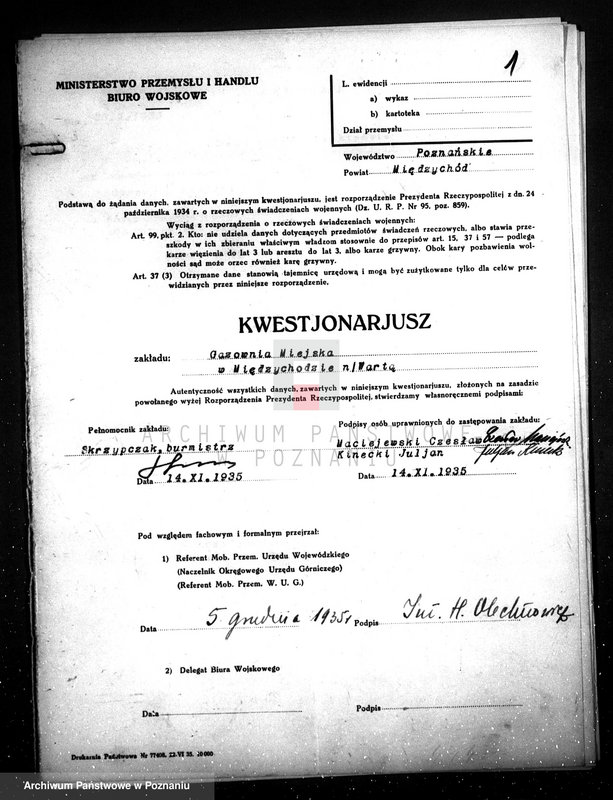 1
MINISTERSTWO PRZEMYSŁU I HANDLU
BIURO WOJSKOWE
L. ewidencji
a) wykaz
b) kartoteka
Dział przemysłu
Województwo Poznańskie
Powiat Międzychód
Podstawą do żądania danych, zawartych w niniejszym kwestjonarjuszu, jest rozporządzenie Prezydenta Rzeczypospolitej z dn. 24
października 1934 r. o rzeczowych świadczeniach wojennych (Dz. U. R. P. Nr 95, poz. 859).
Wyciąg z rozporządzenia o rzeczowych świadczeniach wojennych:
Art. 99, pkt. 2. Kto: nie udziela danych dotyczących przedmiotów świadczeń rzeczowych, albo stawia prze-
szkody w ich zbieraniu właściwym władzom stosownie do przepisów art. 15, 37 i 57 — podlega
karze więzienia do lat 3 lub aresztu do lat 3, albo karze grzywny. Obok kary pozbawienia wol-
ności sąd może orzec również karę grzywny.
Art. 37 (3) Otrzymane dane stanowią tajemnicę urzędową i mogą być zużytkowane tylko dla celów prze-
widzianych przez niniejsze rozporządzenie.
KWESTJONARJUSZ
zakładu: Gazownia Miejska
w Międzychodzie n/Wartą
Autentyczność wszystkich danych, zawartych w niniejszym kwestjonarjuszu, złożonych na zasadzie
powołanego wyżej Rozporządzenia Prezydenta Rzeczypospolitej, stwierdzamy własnoręcznemi podpisami:
ARCHIWUM PAŃSTWOWE
W POZNANIU
Pełnomocnik zakładu:
Skrzypczak, burmistrz
Data 14.XI.1935
Podpisy osób uprawnionych do zastępowania zakładu:
Maciejewski Czesław
Kinecki Juljan
Data 14.XI.1935
Pod względem fachowym i formalnym przejrzał:
1) Referent Mob. Przem. Urzędu Wojewódzkiego
(Naczelnik Okręgowego Urzędu Górniczego)
(Referent Mob. Przem. W. U. G.)
Data 5 grudnia 1935r Podpis Inż. H. Olechnowicz
2) Delegat Biura Wojskowego
Data Podpis
Drukarnia Państwowa Nr 77408. 22-VI 35. 20 000
Archiwum Państwowe w Poznaniu